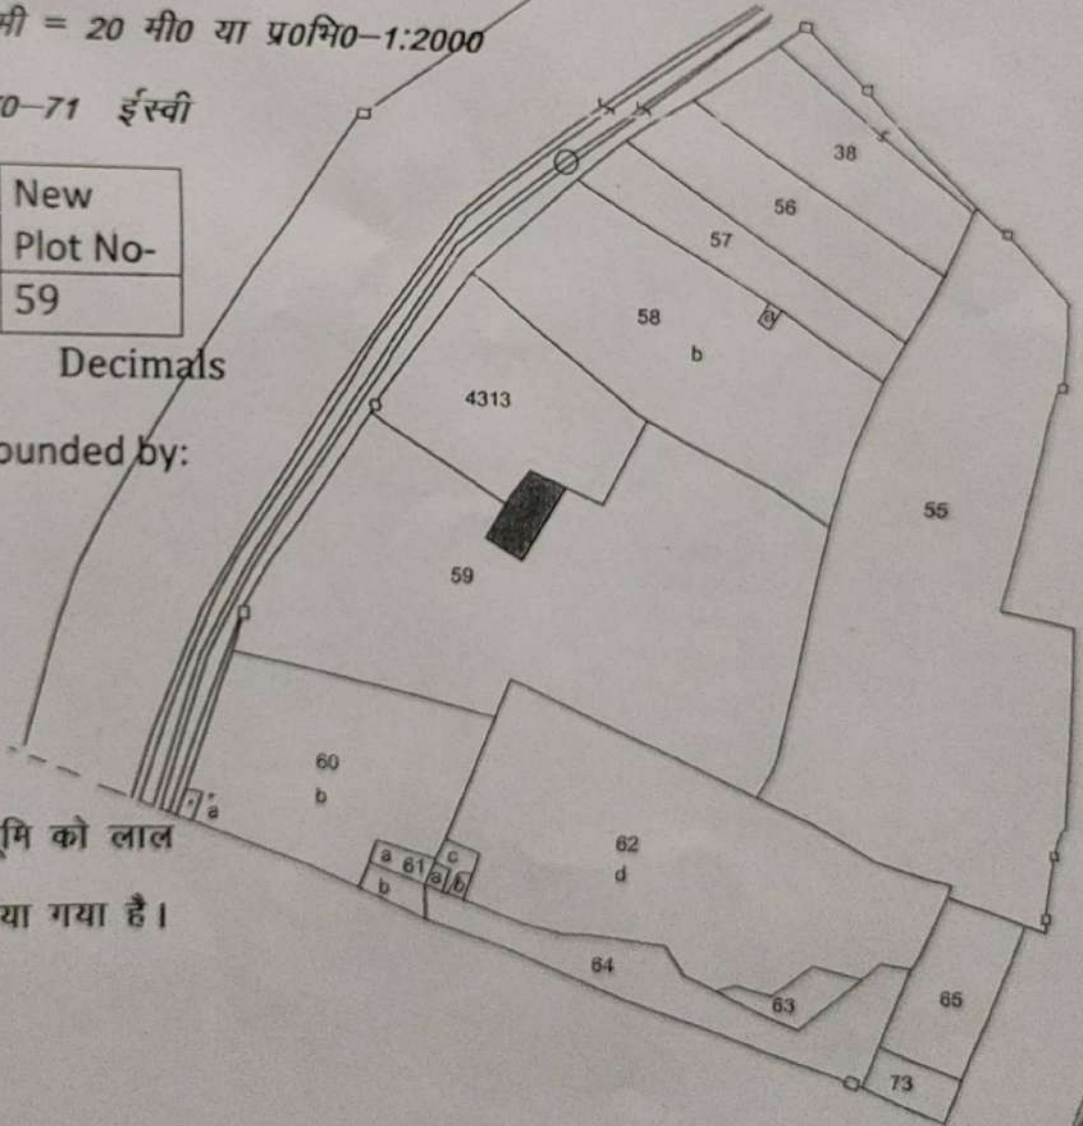 = 20 मी0 या प्र0भि0-1:2000
0-71 ईस्वी
New
Plot No-
59
Decimals
ounded by:
38
56
57
58
a
b
4313
55
59
60
b
a
62
d
c
a 61 a b
b
64
63
65
73
को लाल
या गया है।